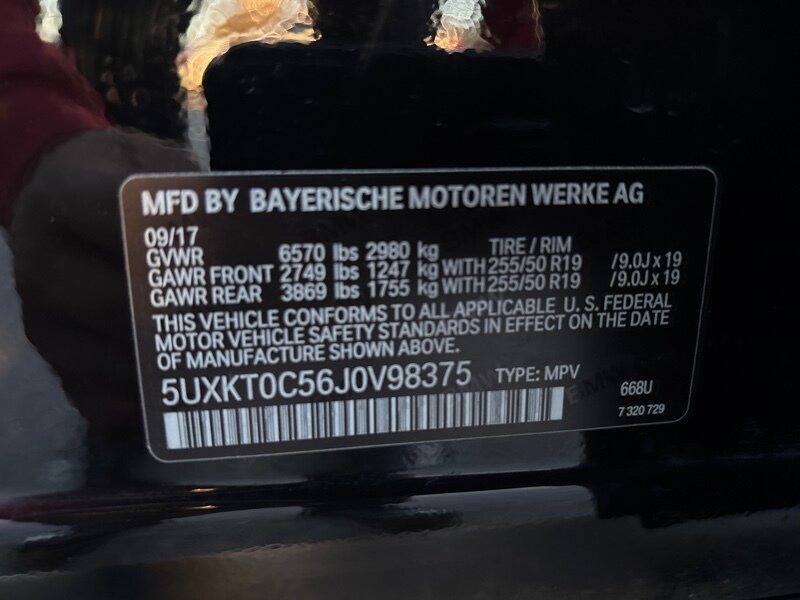 MFD BY BAYERISCHE MOTOREN WERKE AG
09/17
GVWR 6570 lbs 2980 kg TIRE / RIM
GAWR FRONT 2749 lbs 1247 kg WITH 255/50 R19 /9.0J x 19
GAWR REAR 3869 lbs 1755 kg WITH 255/50 R19 /9.0J x 19
THIS VEHICLE CONFORMS TO ALL APPLICABLE U. S. FEDERAL
MOTOR VEHICLE SAFETY STANDARDS IN EFFECT ON THE DATE
OF MANUFACTURE SHOWN ABOVE.
5UXKT0C56J0V98375 TYPE: MPV
668U
7 320 729